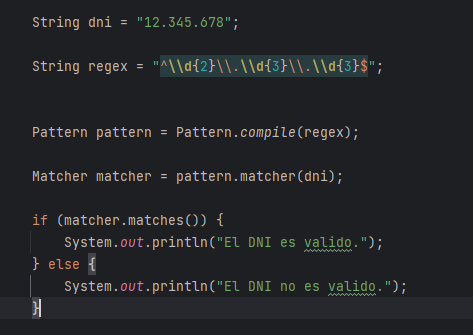 String dni = "12.345.678";
String regex = "^\\d{2}\\.\\d{3}\\.\\d{3}$";
Pattern pattern = Pattern.compile(regex);
Matcher matcher = pattern.matcher(dni);
if (matcher.matches()) {
System.out.println("El DNI es valido.");
} else {
System.out.println("El DNI no es valido.");
}